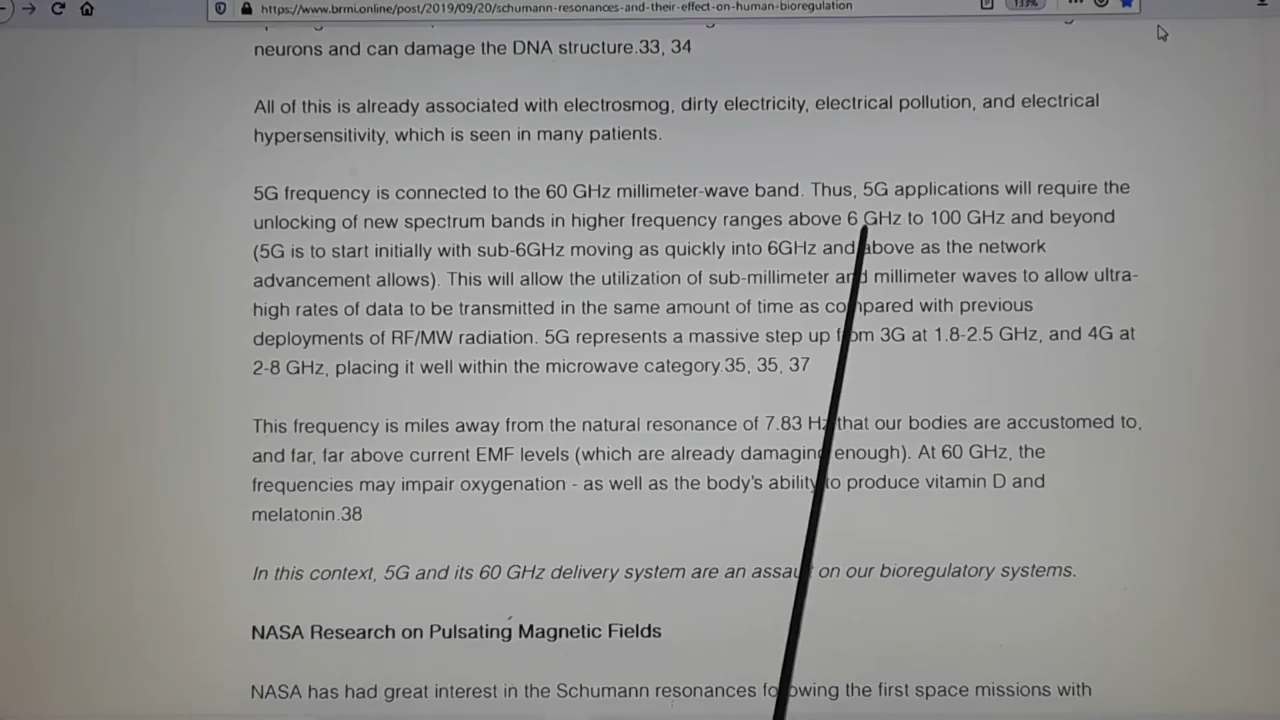 https://www.brmi.online/post/2019/09/20/schumann-resonances-and-their-effect-on-human-bioregulation
133%
neurons and can damage the DNA structure.33, 34
All of this is already associated with electrosmog, dirty electricity, electrical pollution, and electrical
hypersensitivity, which is seen in many patients.
5G frequency is connected to the 60 GHz millimeter-wave band. Thus, 5G applications will require the
unlocking of new spectrum bands in higher frequency ranges above 6 GHz to 100 GHz and beyond
(5G is to start initially with sub-6GHz moving as quickly into 6GHz and above as the network
advancement allows). This will allow the utilization of sub-millimeter and millimeter waves to allow ultra-
high rates of data to be transmitted in the same amount of time as compared with previous
deployments of RF/MW radiation. 5G represents a massive step up from 3G at 1.8-2.5 GHz, and 4G at
2-8 GHz, placing it well within the microwave category.35, 35, 37
This frequency is miles away from the natural resonance of 7.83 Hz that our bodies are accustomed to,
and far, far above current EMF levels (which are already damaging enough). At 60 GHz, the
frequencies may impair oxygenation - as well as the body's ability to produce vitamin D and
melatonin.38
In this context, 5G and its 60 GHz delivery system are an assault on our bioregulatory systems.
NASA Research on Pulsating Magnetic Fields
NASA has had great interest in the Schumann resonances following the first space missions with